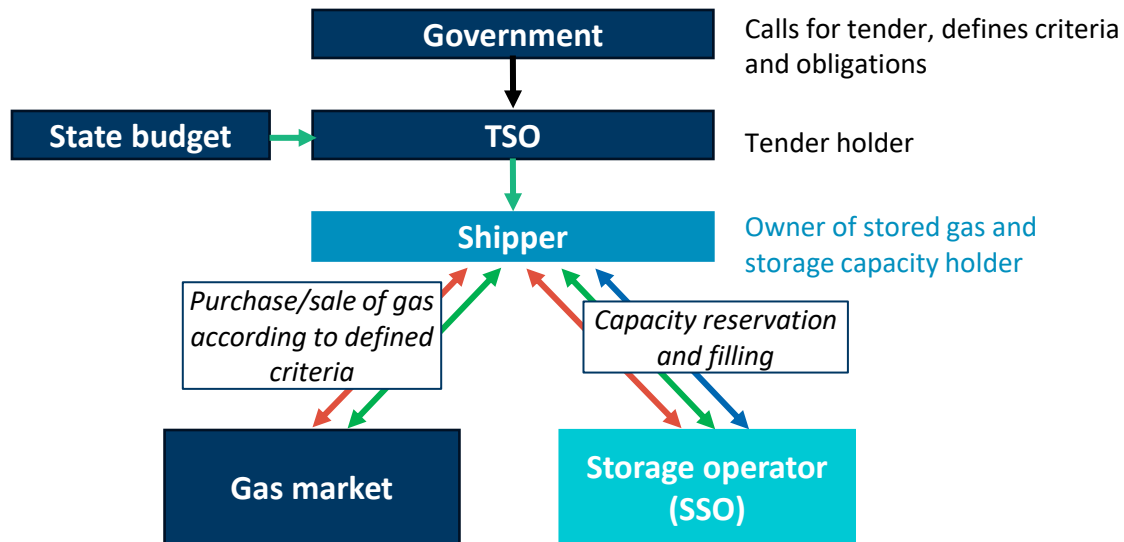 Government
Calls for tender, defines criteria
and obligations
State budget
TSO
Tender holder
Shipper
Owner of stored gas and
storage capacity holder
Purchase/sale of gas
according to defined
criteria
Capacity reservation
and filling
Gas market
Storage operator
(SSO)